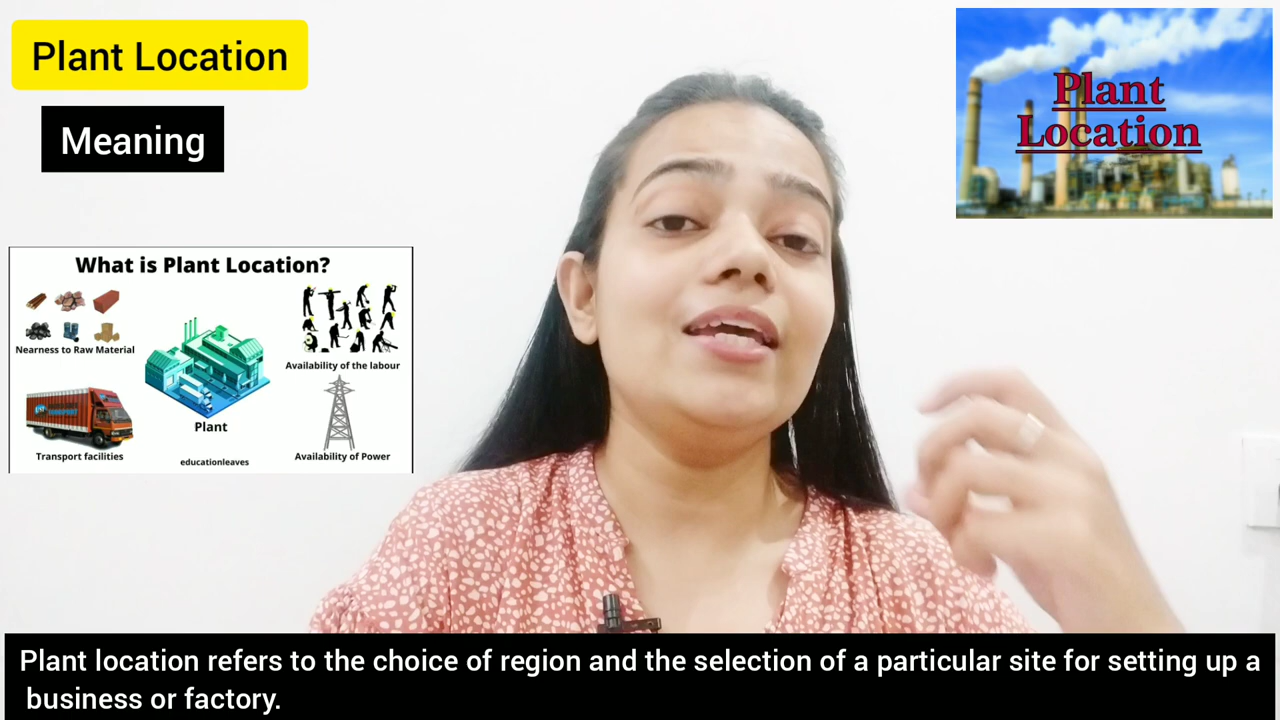 Plant Location
Meaning
Plant
Location
What is Plant Location?
Nearness to Raw Material
Availability of the labour
Plant
Transport facilities
educationleaves
Availability of Power
Plant location refers to the choice of region and the selection of a particular site for setting up a
business or factory.